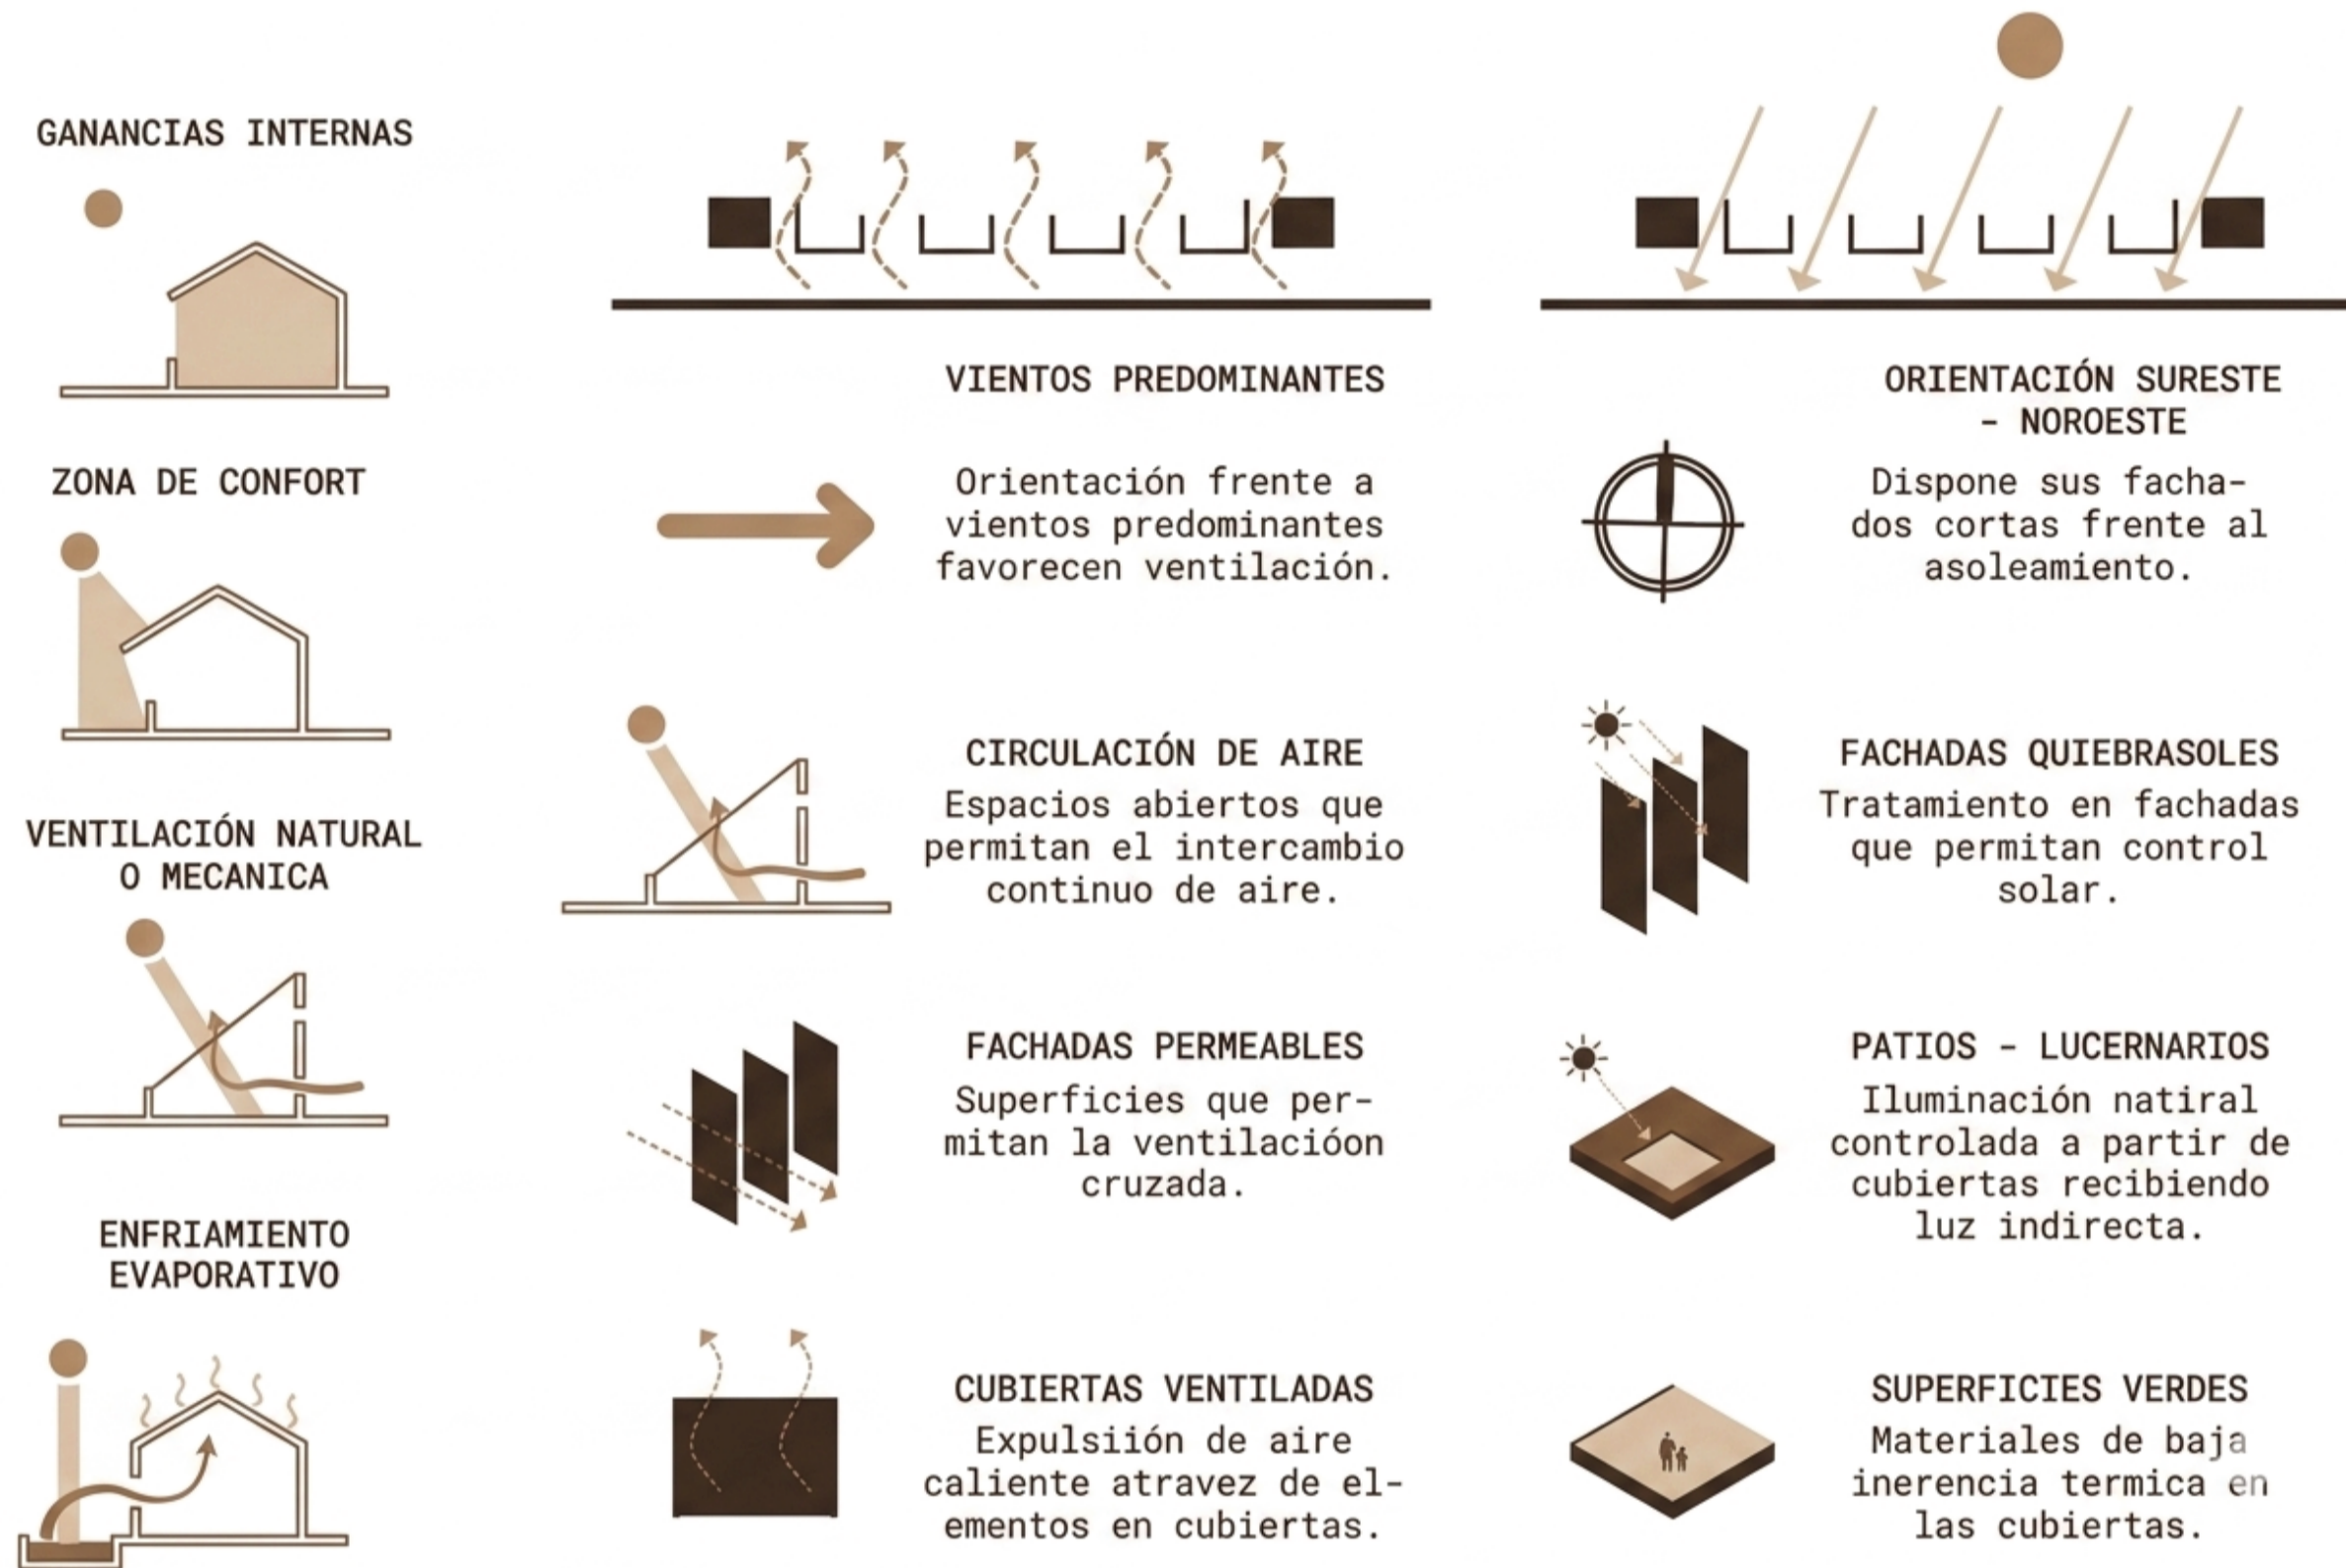 GANANCIAS INTERNAS
ZONA DE CONFORT
VENTILACIÓN NATURAL
O MECANICA
ENFRIAMIENTO
EVAPORATIVO
VIENTOS PREDOMINANTES
Orientación frente a
vientos predominantes
favorecen ventilación.
CIRCULACIÓN DE AIRE
Espacios abiertos que
permitan el intercambio
continuo de aire.
FACHADAS PERMEABLES
Superficies que per-
mitan la ventilacióon
cruzada.
CUBIERTAS VENTILADAS
Expulsiión de aire
caliente atravez de el-
ementos en cubiertas.
ORIENTACIÓN SURESTE
- NOROESTE
Dispone sus facha-
dos cortas frente al
asoleamiento.
FACHADAS QUIEBRASOLES
Tratamiento en fachadas
que permitan control
solar.
PATIOS - LUCERNARIOS
Iluminación natiral
controlada a partir de
cubiertas recibiendo
luz indirecta.
SUPERFICIES VERDES
Materiales de baja
inerencia termica en
las cubiertas.